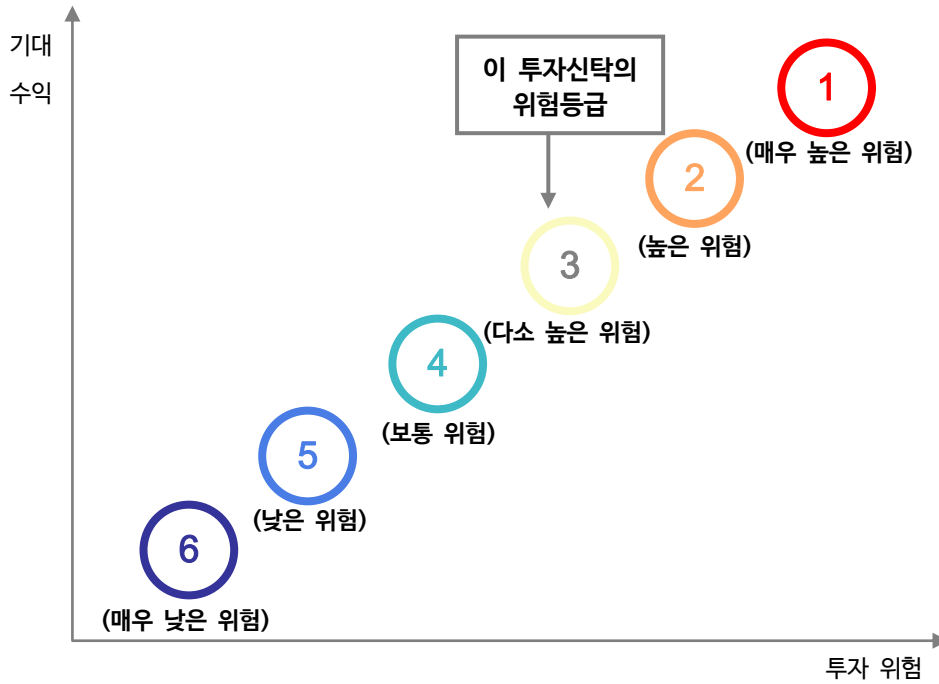 기대
수익
이 투자신탁의
위험등급
1
(매우 높은 위험)
2
(높은 위험)
3
(다소 높은 위험)
4
(보통 위험)
5
(낮은 위험)
6
(매우 낮은 위험)
투자 위험